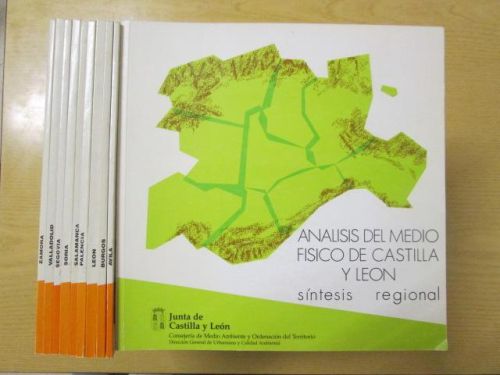 ZAMORA
VALLADOLID
SEGOVIA
SORIA
SALAMANCA
PALENCIA
LEON
BURGOS
AVILA
ANALISIS DEL MEDIO
FISICO DE CASTILLA
Y LEON
síntesis regional
Junta de
Castilla y León
Consejería de Medio Ambiente y Ordenación del Territorio
Dirección General de Urbanismo y Calidad Ambiental